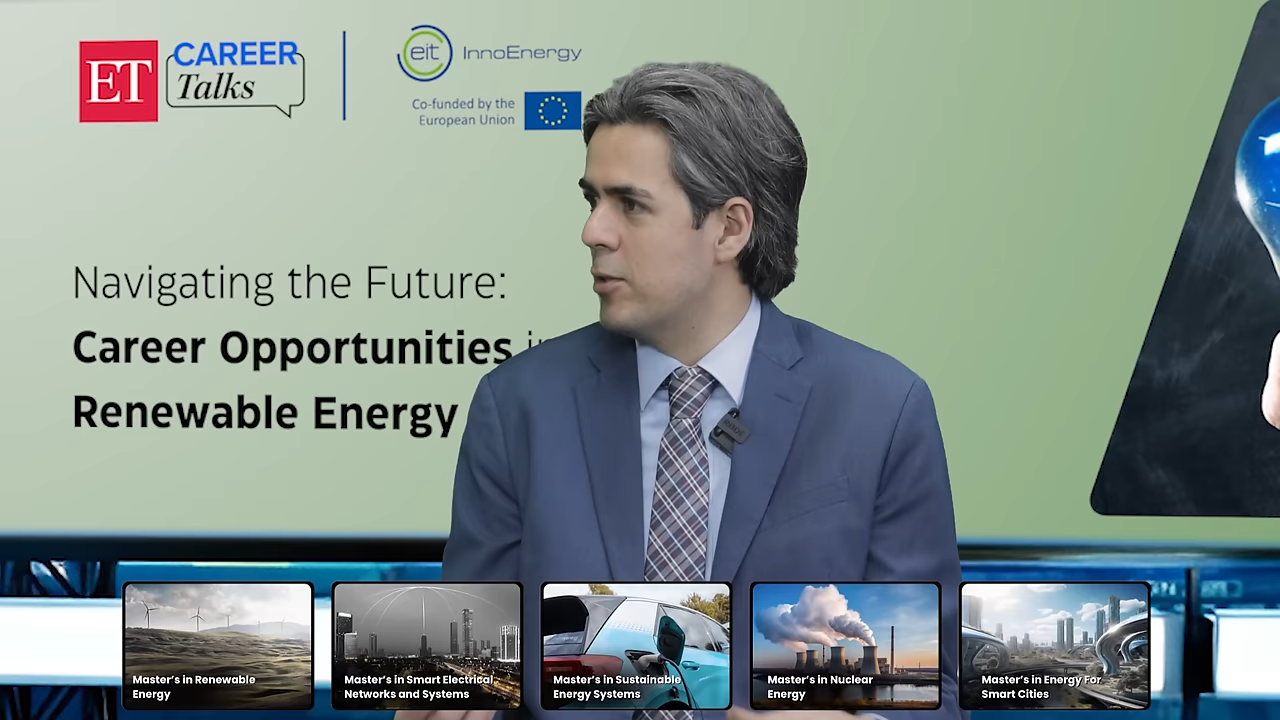 ET
CAREER
Talks
eit
InnoEnergy
Co-funded by the
European Union
Navigating the Future:
Career Opportunities
Renewable Energy
Master's in Renewable
Energy
Master's in Smart Electrical
Networks and Systems
Master's in Sustainable
Energy Systems
Master's in Nuclear
Energy
Master's in Energy For
Smart Cities